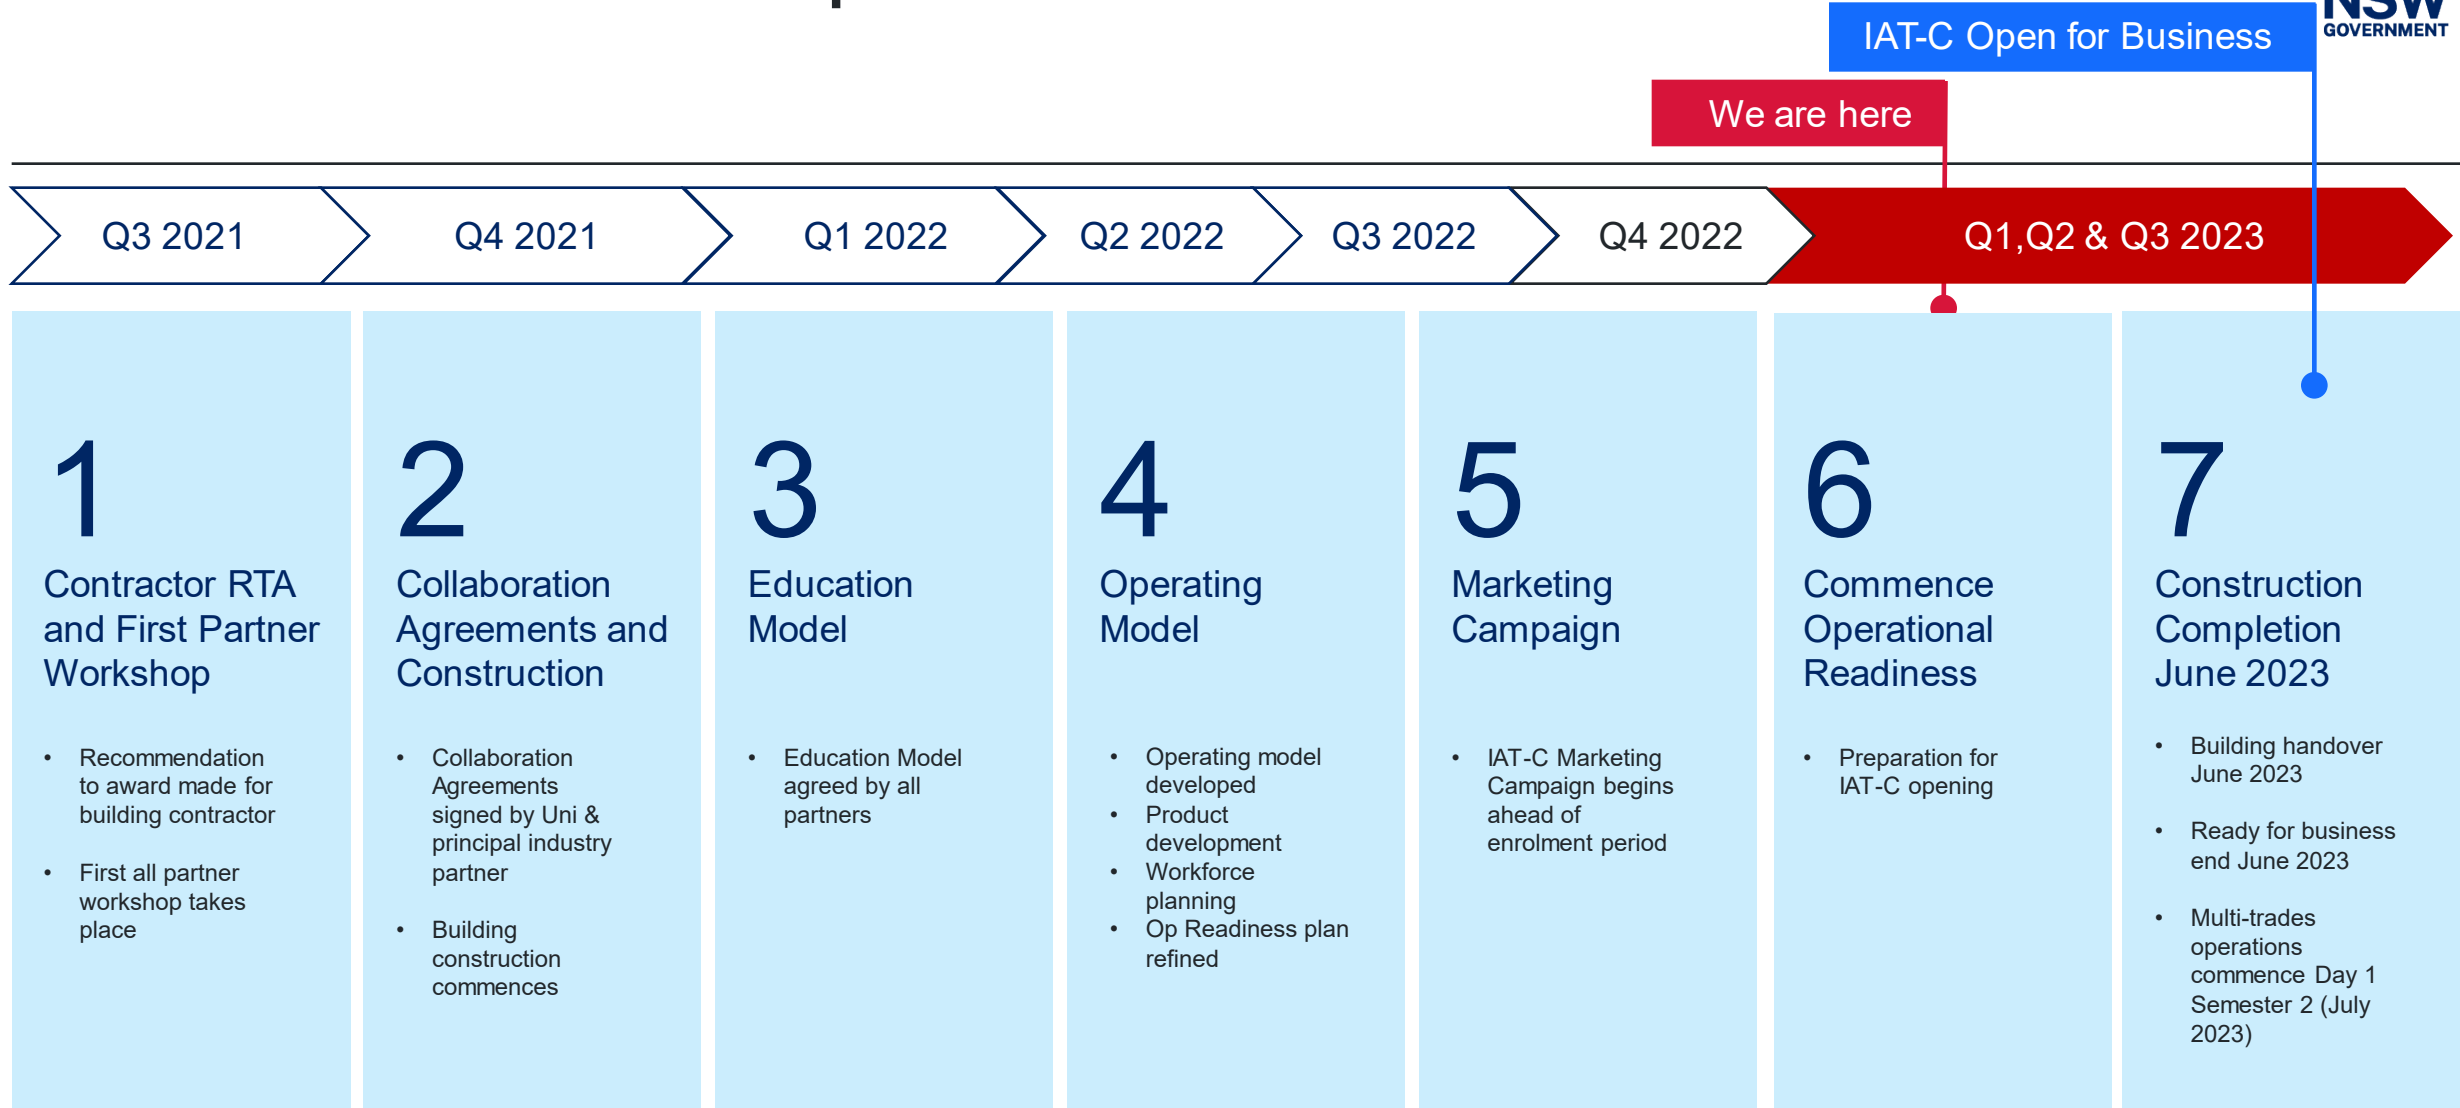 NSW
GOVERNMENT
IAT-C Open for Business
We are here
Q3 2021
Q4 2021
Q1 2022
Q2 2022
Q3 2022
Q4 2022
Q1,Q2 & Q3 2023
1
Contractor RTA
and First Partner
Workshop
• Recommendation
to award made for
building contractor
• First all partner
workshop takes
place
2
Collaboration
Agreements and
Construction
• Collaboration
Agreements
signed by Uni &
principal industry
partner
• Building
construction
commences
3
Education
Model
• Education Model
agreed by all
partners
4
Operating
Model
• Operating model
developed
• Product
development
• Workforce
planning
• Op Readiness plan
refined
5
Marketing
Campaign
• IAT-C Marketing
Campaign begins
ahead of
enrolment period
6
Commence
Operational
Readiness
• Preparation for
IAT-C opening
7
Construction
Completion
June 2023
• Building handover
June 2023
• Ready for business
end June 2023
• Multi-trades
operations
commence Day 1
Semester 2 (July
2023)